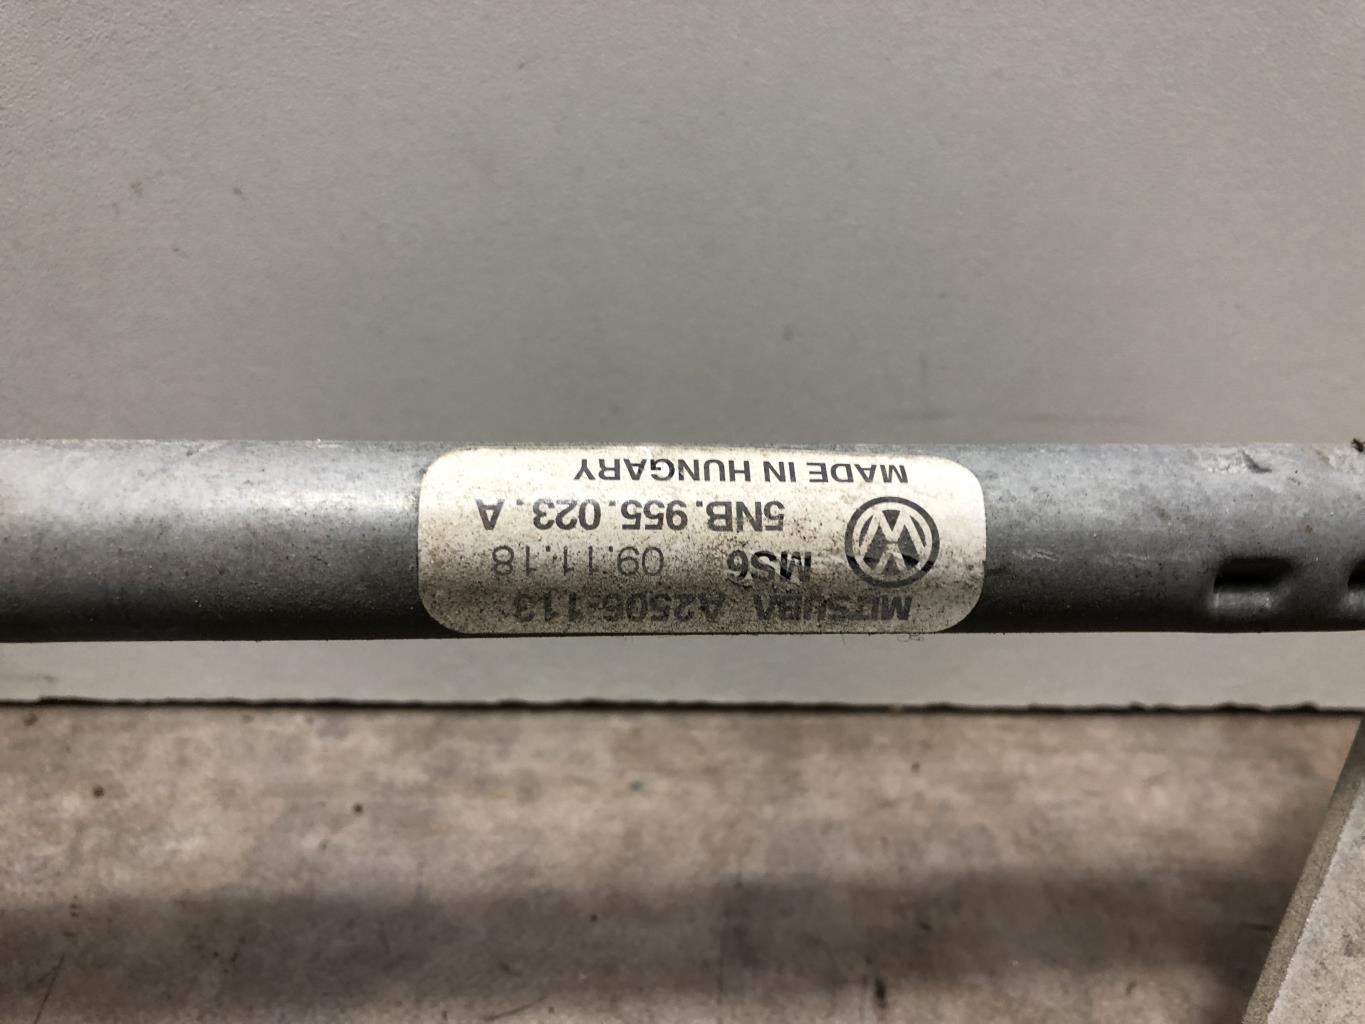 MITSUBA A2506-113
MS6 09.11.18
5NB.955.023.A
MADE IN HUNGARY